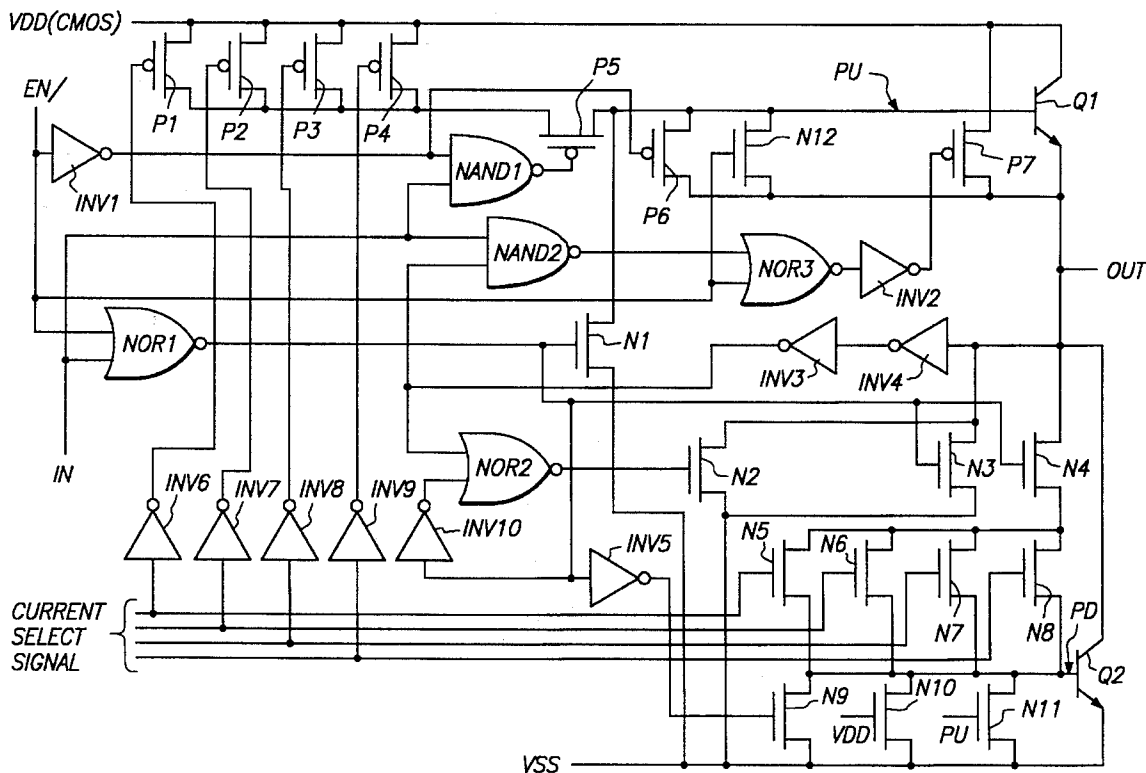 VDD(CMOS)
EN/
P1
P2
P3
P4
P5
PU
Q1
INV1
NAND1
P6
N12
P7
NAND2
NOR3
INV2
OUT
NOR1
N1
INV3
INV4
IN
INV6
INV7
INV8
INV9
INV10
NOR2
N2
N3
N4
INV5
N5
N6
N7
N8
CURRENT
SELECT
SIGNAL
PD
Q2
N9
N10
N11
VDD
PU
VSS